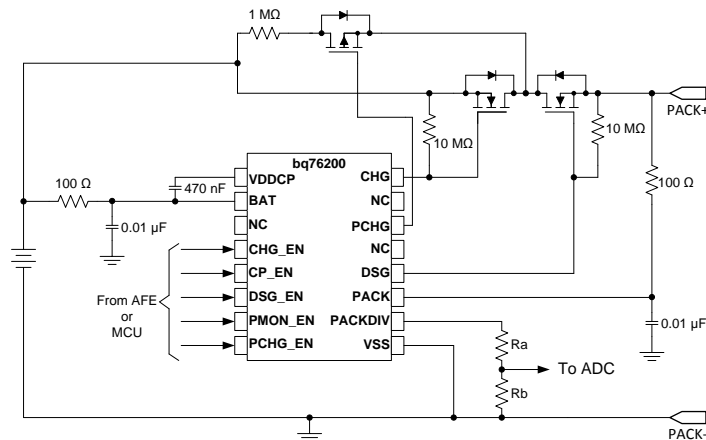 1 MΩ
PACK+
10 MΩ
10 MΩ
bq76200
100 Ω
VDDCP
CHG
470 nF
100 Ω
BAT
NC
0.01 µF
NC
PCHG
CHG_EN
NC
CP_EN
DSG
From AFE
or
MCU
DSG_EN
PACK
PMON_EN
PACKDIV
0.01 µF
PCHG_EN
VSS
Ra
To ADC
Rb
PACK-